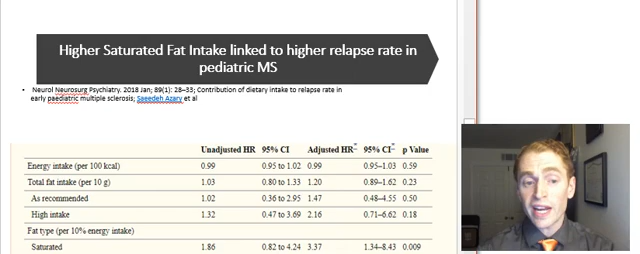 Higher Saturated Fat Intake linked to higher relapse rate in
pediatric MS
• Neurol Neurosurg Psychiatry. 2018 Jan; 89(1): 28–33; Contribution of dietary intake to relapse rate in
early paediatric multiple sclerosis; Saeedeh Azary et al
Unadjusted HR 95% CI Adjusted HR* 95% CI* p Value
Energy intake (per 100 kcal) 0.99 0.95 to 1.02 0.99 0.95–1.03 0.59
Total fat intake (per 10 g) 1.03 0.80 to 1.33 1.20 0.89–1.62 0.23
As recommended 1.02 0.36 to 2.95 1.47 0.48–4.55 0.50
High intake 1.32 0.47 to 3.69 2.16 0.71–6.62 0.18
Fat type (per 10% energy intake)
Saturated 1.86 0.82 to 4.24 3.37 1.34–8.43 0.009